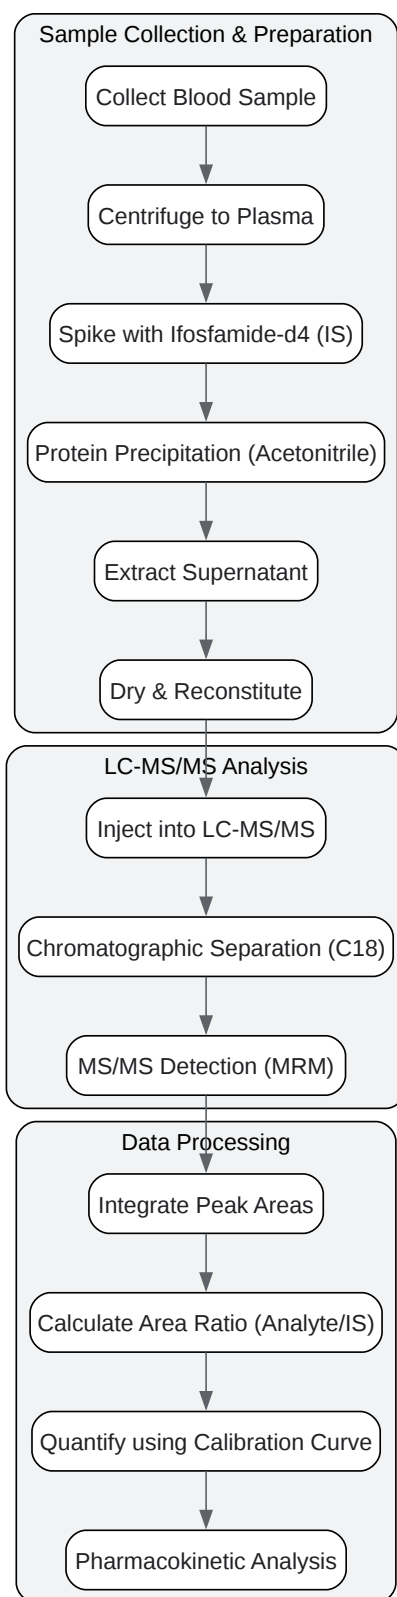 Sample Collection & Preparation
Collect Blood Sample
Centrifuge to Plasma
Spike with Ifosfamide-d4 (IS)
Protein Precipitation (Acetonitrile)
Extract Supernatant
Dry & Reconstitute
LC-MS/MS Analysis
Inject into LC-MS/MS
Chromatographic Separation (C18)
MS/MS Detection (MRM)
Data Processing
Integrate Peak Areas
Calculate Area Ratio (Analyte/IS)
Quantify using Calibration Curve
Pharmacokinetic Analysis